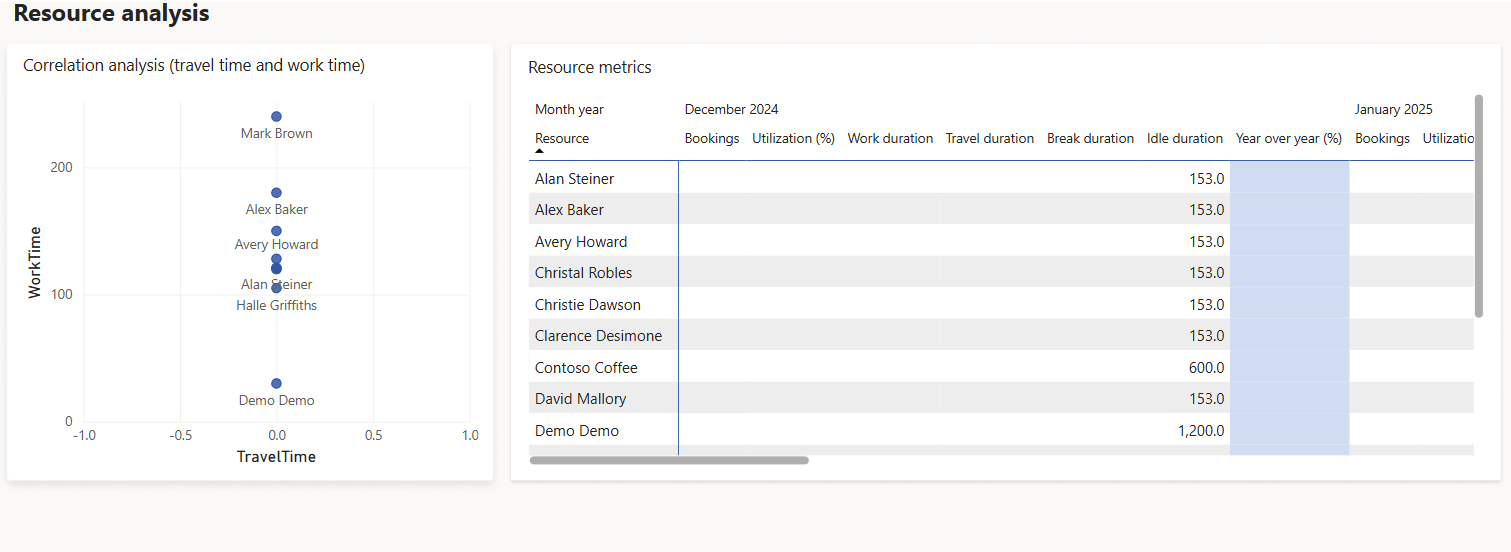 Resource analysis
Correlation analysis (travel time and work time)
WorkTime
200
100
0
Mark Brown
Alex Baker
Avery Howard
Alan Steiner
Halle Griffiths
Demo Demo
-1.0 -0.5 0.0 0.5 1.0
TravelTime
Resource metrics
Month year December 2024 January 2025
Resource Bookings Utilization (%) Work duration Travel duration Break duration Idle duration Year over year (%) Bookings Utilizatio
Alan Steiner 153.0
Alex Baker 153.0
Avery Howard 153.0
Christal Robles 153.0
Christie Dawson 153.0
Clarence Desimone 153.0
Contoso Coffee 600.0
David Mallory 153.0
Demo Demo 1,200.0